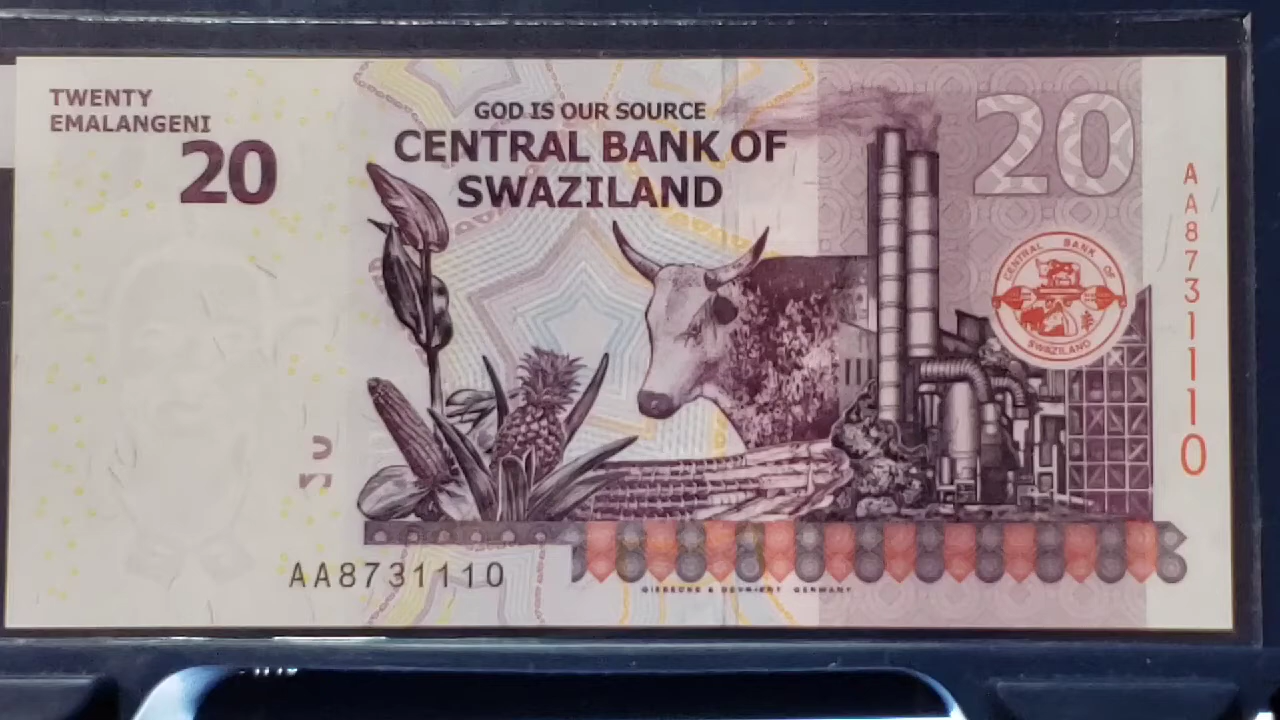 TWENTY
EMALANGENI
20
GOD IS OUR SOURCE
CENTRAL BANK OF
SWAZILAND
20
CENTRAL BANK OF
SWAZILAND
AA8731110
AA8731110
GIESECKE & DEVRIENT GERMANY